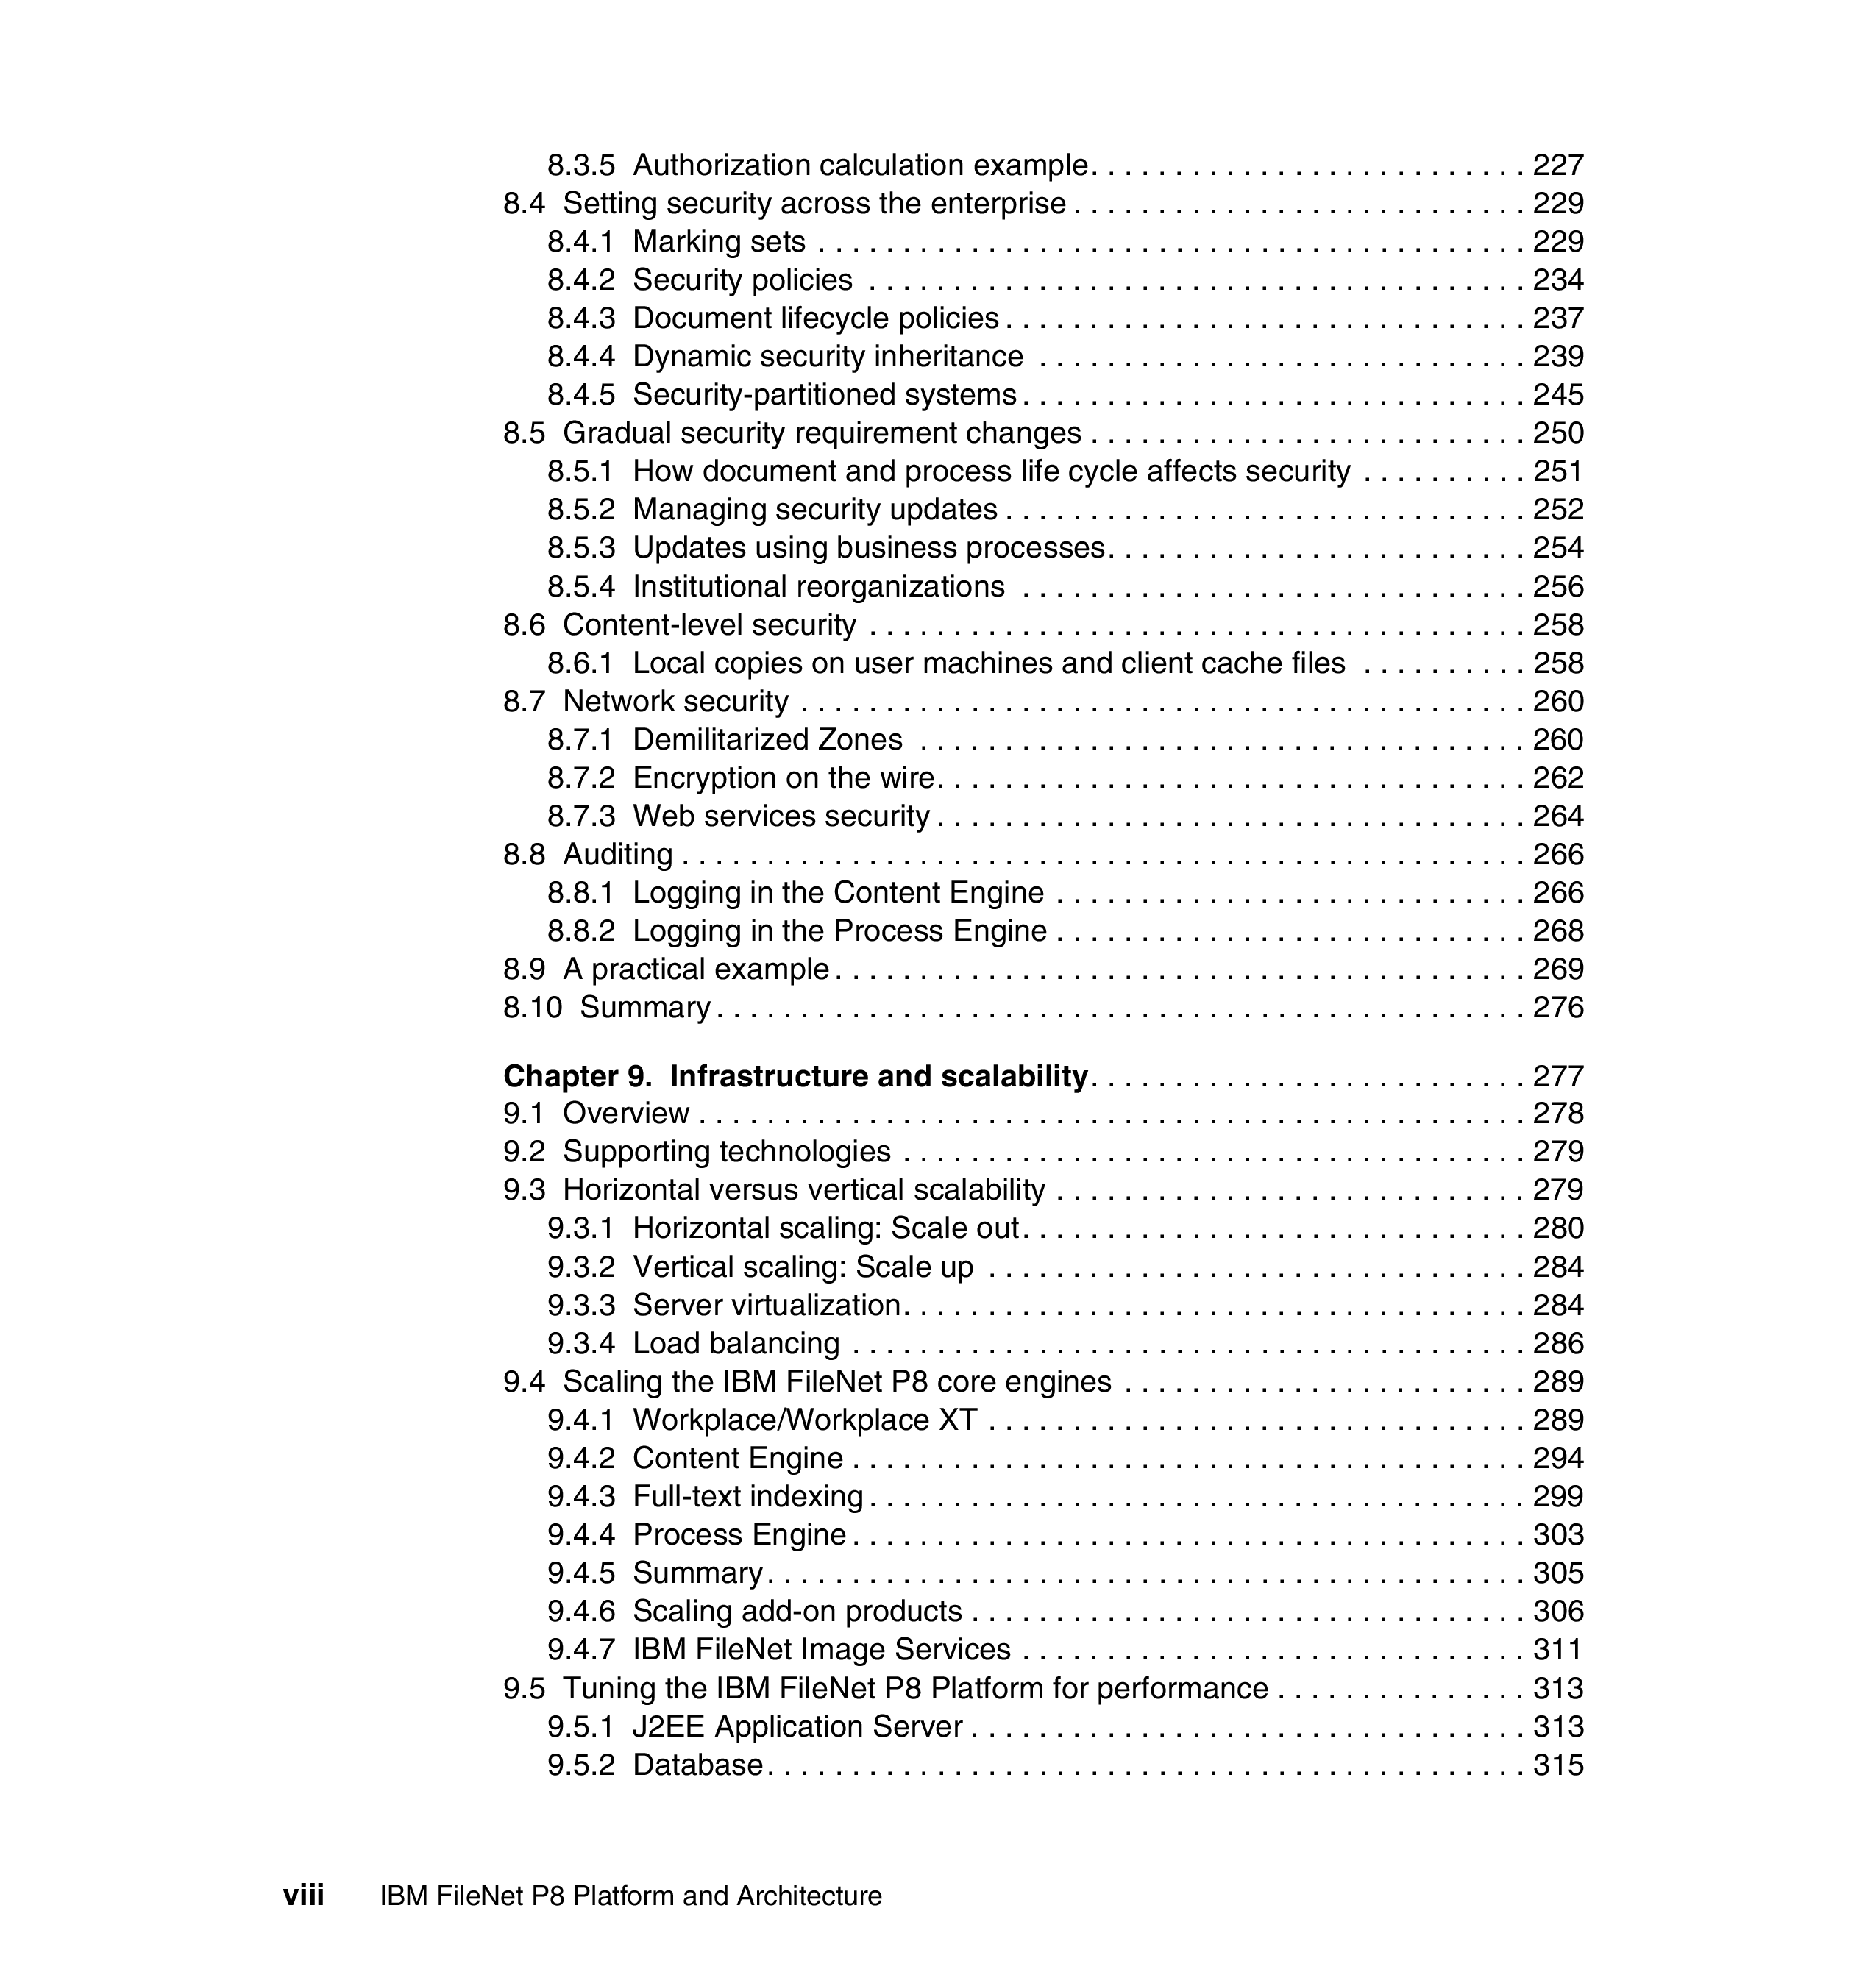 8.3.5 Authorization calculation example. . . . . . . . . . . . . . . . . . . . . . . . . . 227
8.4 Setting security across the enterprise . . . . . . . . . . . . . . . . . . . . . . . . . . . 229
8.4.1 Marking sets . . . . . . . . . . . . . . . . . . . . . . . . . . . . . . . . . . . . . . . . . . 229
8.4.2 Security policies . . . . . . . . . . . . . . . . . . . . . . . . . . . . . . . . . . . . . . . 234
8.4.3 Document lifecycle policies . . . . . . . . . . . . . . . . . . . . . . . . . . . . . . . 237
8.4.4 Dynamic security inheritance . . . . . . . . . . . . . . . . . . . . . . . . . . . . . 239
8.4.5 Security-partitioned systems . . . . . . . . . . . . . . . . . . . . . . . . . . . . . . 245
8.5 Gradual security requirement changes . . . . . . . . . . . . . . . . . . . . . . . . . . 250
8.5.1 How document and process life cycle affects security . . . . . . . . . . 251
8.5.2 Managing security updates . . . . . . . . . . . . . . . . . . . . . . . . . . . . . . . 252
8.5.3 Updates using business processes. . . . . . . . . . . . . . . . . . . . . . . . . 254
8.5.4 Institutional reorganizations . . . . . . . . . . . . . . . . . . . . . . . . . . . . . . 256
8.6 Content-level security . . . . . . . . . . . . . . . . . . . . . . . . . . . . . . . . . . . . . . . 258
8.6.1 Local copies on user machines and client cache files . . . . . . . . . . 258
8.7 Network security . . . . . . . . . . . . . . . . . . . . . . . . . . . . . . . . . . . . . . . . . . . 260
8.7.1 Demilitarized Zones . . . . . . . . . . . . . . . . . . . . . . . . . . . . . . . . . . . . 260
8.7.2 Encryption on the wire. . . . . . . . . . . . . . . . . . . . . . . . . . . . . . . . . . . 262
8.7.3 Web services security . . . . . . . . . . . . . . . . . . . . . . . . . . . . . . . . . . . 264
8.8 Auditing . . . . . . . . . . . . . . . . . . . . . . . . . . . . . . . . . . . . . . . . . . . . . . . . . . 266
8.8.1 Logging in the Content Engine . . . . . . . . . . . . . . . . . . . . . . . . . . . . 266
8.8.2 Logging in the Process Engine . . . . . . . . . . . . . . . . . . . . . . . . . . . . 268
8.9 A practical example . . . . . . . . . . . . . . . . . . . . . . . . . . . . . . . . . . . . . . . . . 269
8.10 Summary . . . . . . . . . . . . . . . . . . . . . . . . . . . . . . . . . . . . . . . . . . . . . . . . 276
Chapter 9. Infrastructure and scalability. . . . . . . . . . . . . . . . . . . . . . . . . . 277
9.1 Overview . . . . . . . . . . . . . . . . . . . . . . . . . . . . . . . . . . . . . . . . . . . . . . . . . 278
9.2 Supporting technologies . . . . . . . . . . . . . . . . . . . . . . . . . . . . . . . . . . . . . 279
9.3 Horizontal versus vertical scalability . . . . . . . . . . . . . . . . . . . . . . . . . . . . 279
9.3.1 Horizontal scaling: Scale out. . . . . . . . . . . . . . . . . . . . . . . . . . . . . . 280
9.3.2 Vertical scaling: Scale up . . . . . . . . . . . . . . . . . . . . . . . . . . . . . . . . 284
9.3.3 Server virtualization. . . . . . . . . . . . . . . . . . . . . . . . . . . . . . . . . . . . . 284
9.3.4 Load balancing . . . . . . . . . . . . . . . . . . . . . . . . . . . . . . . . . . . . . . . . 286
9.4 Scaling the IBM FileNet P8 core engines . . . . . . . . . . . . . . . . . . . . . . . . 289
9.4.1 Workplace/Workplace XT . . . . . . . . . . . . . . . . . . . . . . . . . . . . . . . . 289
9.4.2 Content Engine . . . . . . . . . . . . . . . . . . . . . . . . . . . . . . . . . . . . . . . . 294
9.4.3 Full-text indexing . . . . . . . . . . . . . . . . . . . . . . . . . . . . . . . . . . . . . . . 299
9.4.4 Process Engine . . . . . . . . . . . . . . . . . . . . . . . . . . . . . . . . . . . . . . . . 303
9.4.5 Summary . . . . . . . . . . . . . . . . . . . . . . . . . . . . . . . . . . . . . . . . . . . . . 305
9.4.6 Scaling add-on products . . . . . . . . . . . . . . . . . . . . . . . . . . . . . . . . . 306
9.4.7 IBM FileNet Image Services . . . . . . . . . . . . . . . . . . . . . . . . . . . . . . 311
9.5 Tuning the IBM FileNet P8 Platform for performance . . . . . . . . . . . . . . . 313
9.5.1 J2EE Application Server . . . . . . . . . . . . . . . . . . . . . . . . . . . . . . . . . 313
9.5.2 Database . . . . . . . . . . . . . . . . . . . . . . . . . . . . . . . . . . . . . . . . . . . . . 315
viii IBM FileNet P8 Platform and Architecture